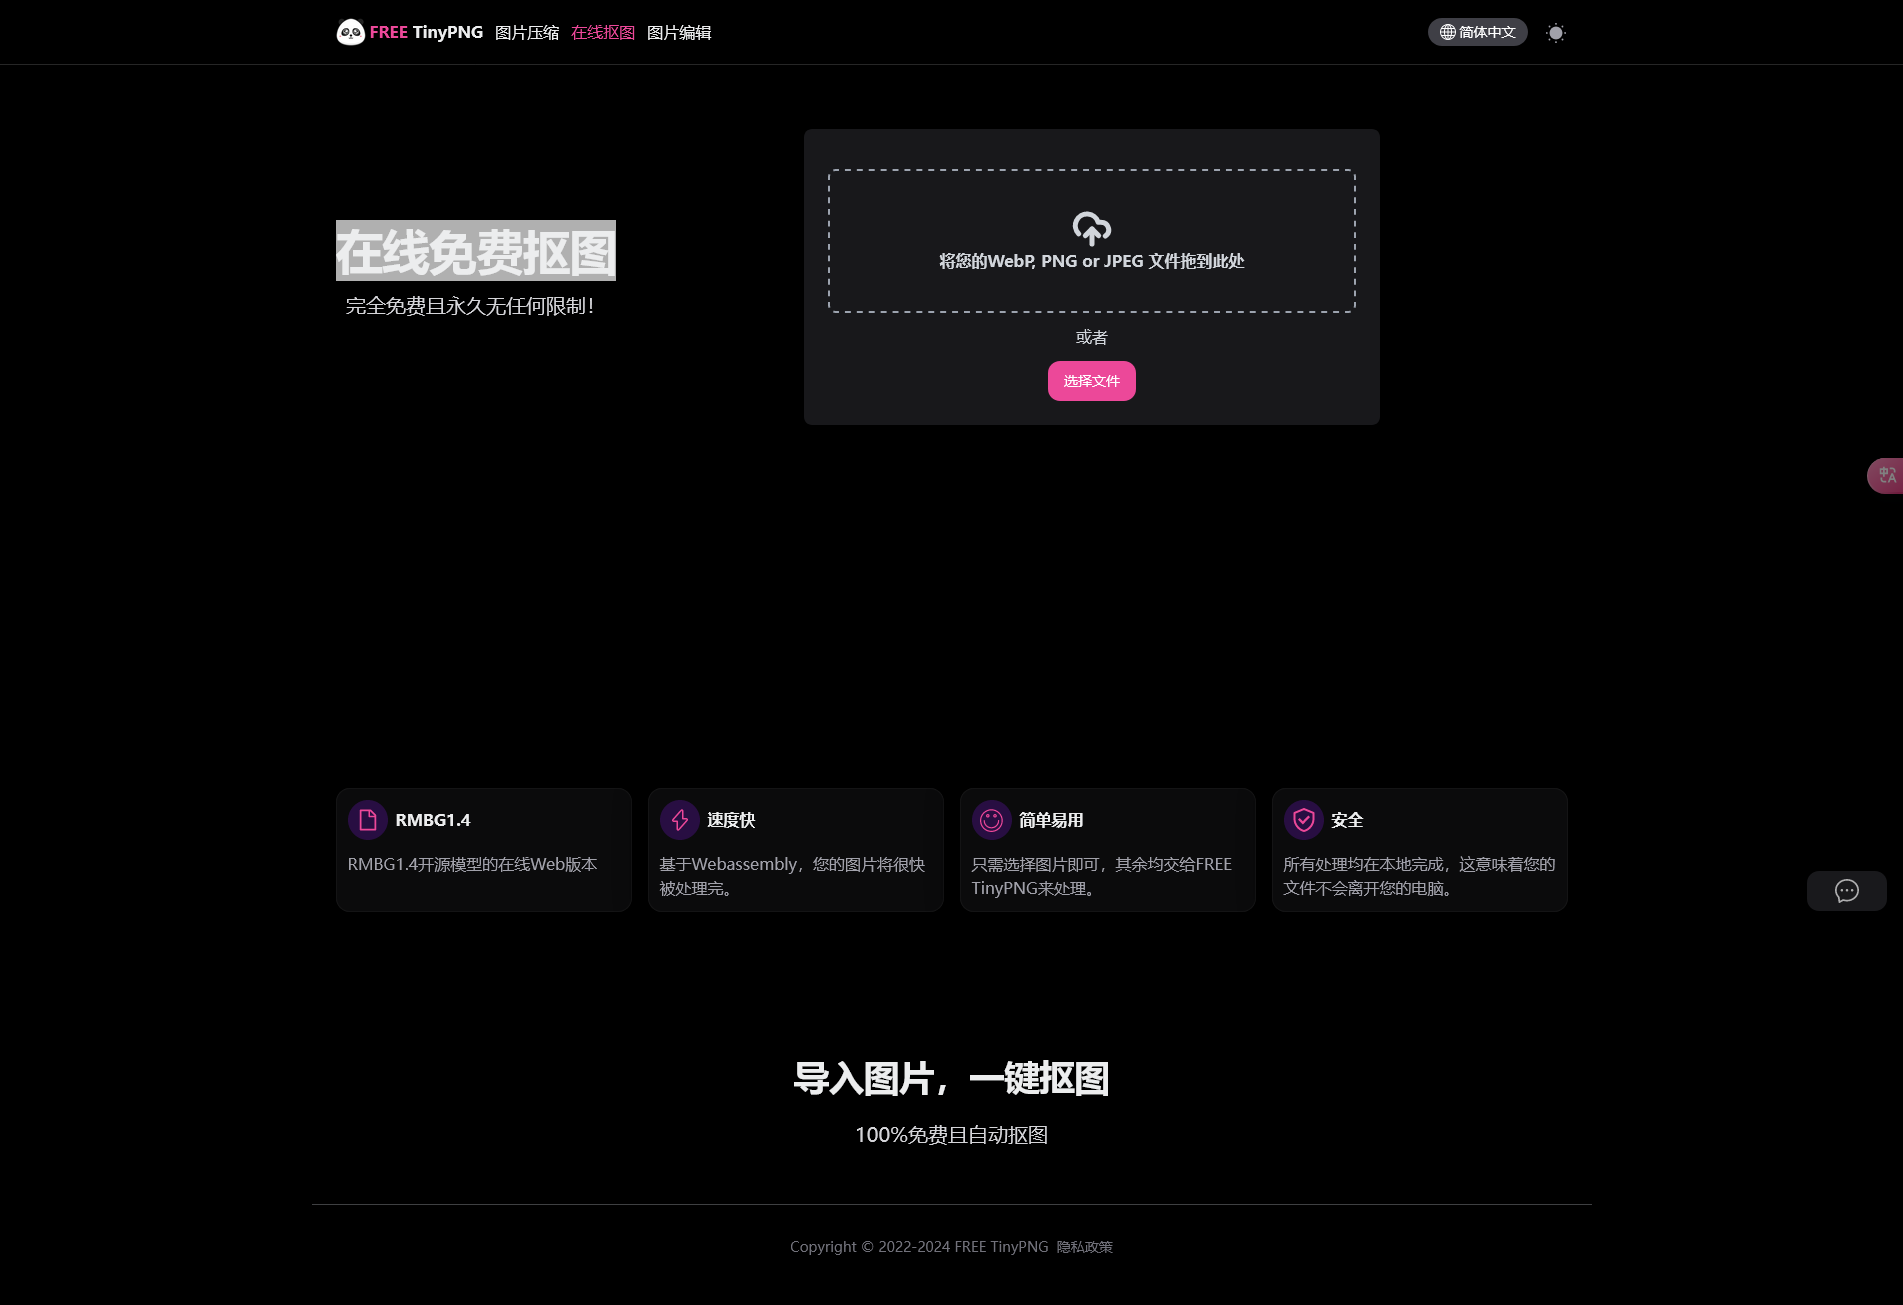 FREE TinyPNG 图片压缩 在线抠图 图片编辑
简体中文
在线免费抠图
完全免费且永久无任何限制！
将您的WebP, PNG or JPEG 文件拖到此处
或者
选择文件
RMBG1.4
RMBG1.4开源模型的在线Web版本
速度快
基于Webassembly，您的图片将很快
被处理完。
简单易用
只需选择图片即可，其余均交给FREE
TinyPNG来处理。
安全
所有处理均在本地完成，这意味着您的
文件不会离开您的电脑。
导入图片，一键抠图
100%免费且自动抠图
Copyright © 2022-2024 FREE TinyPNG 隐私政策